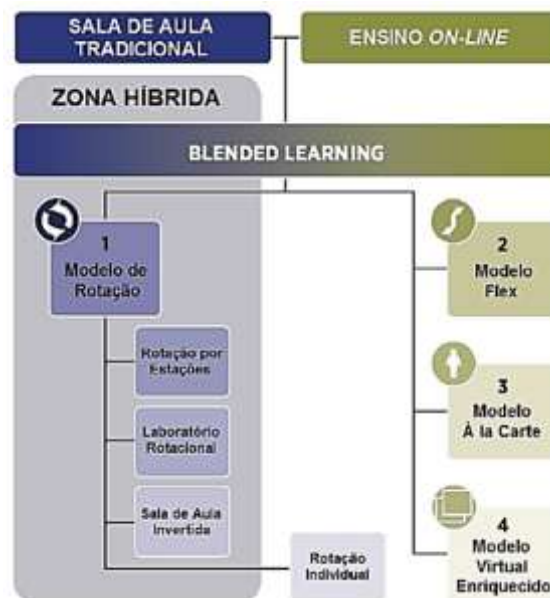 SALA DE AULA
TRADICIONAL
ENSINO ON-LINE
ZONA HÍBRIDA
BLENDED LEARNING
1
Modelo de
Rotação
Rotação por
Estações
Laboratório
Rotacional
Sala de Aula
Invertida
Rotação
Individual
2
Modelo
Flex
3
Modelo
À la Carte
4
Modelo
Virtual
Enriquecido